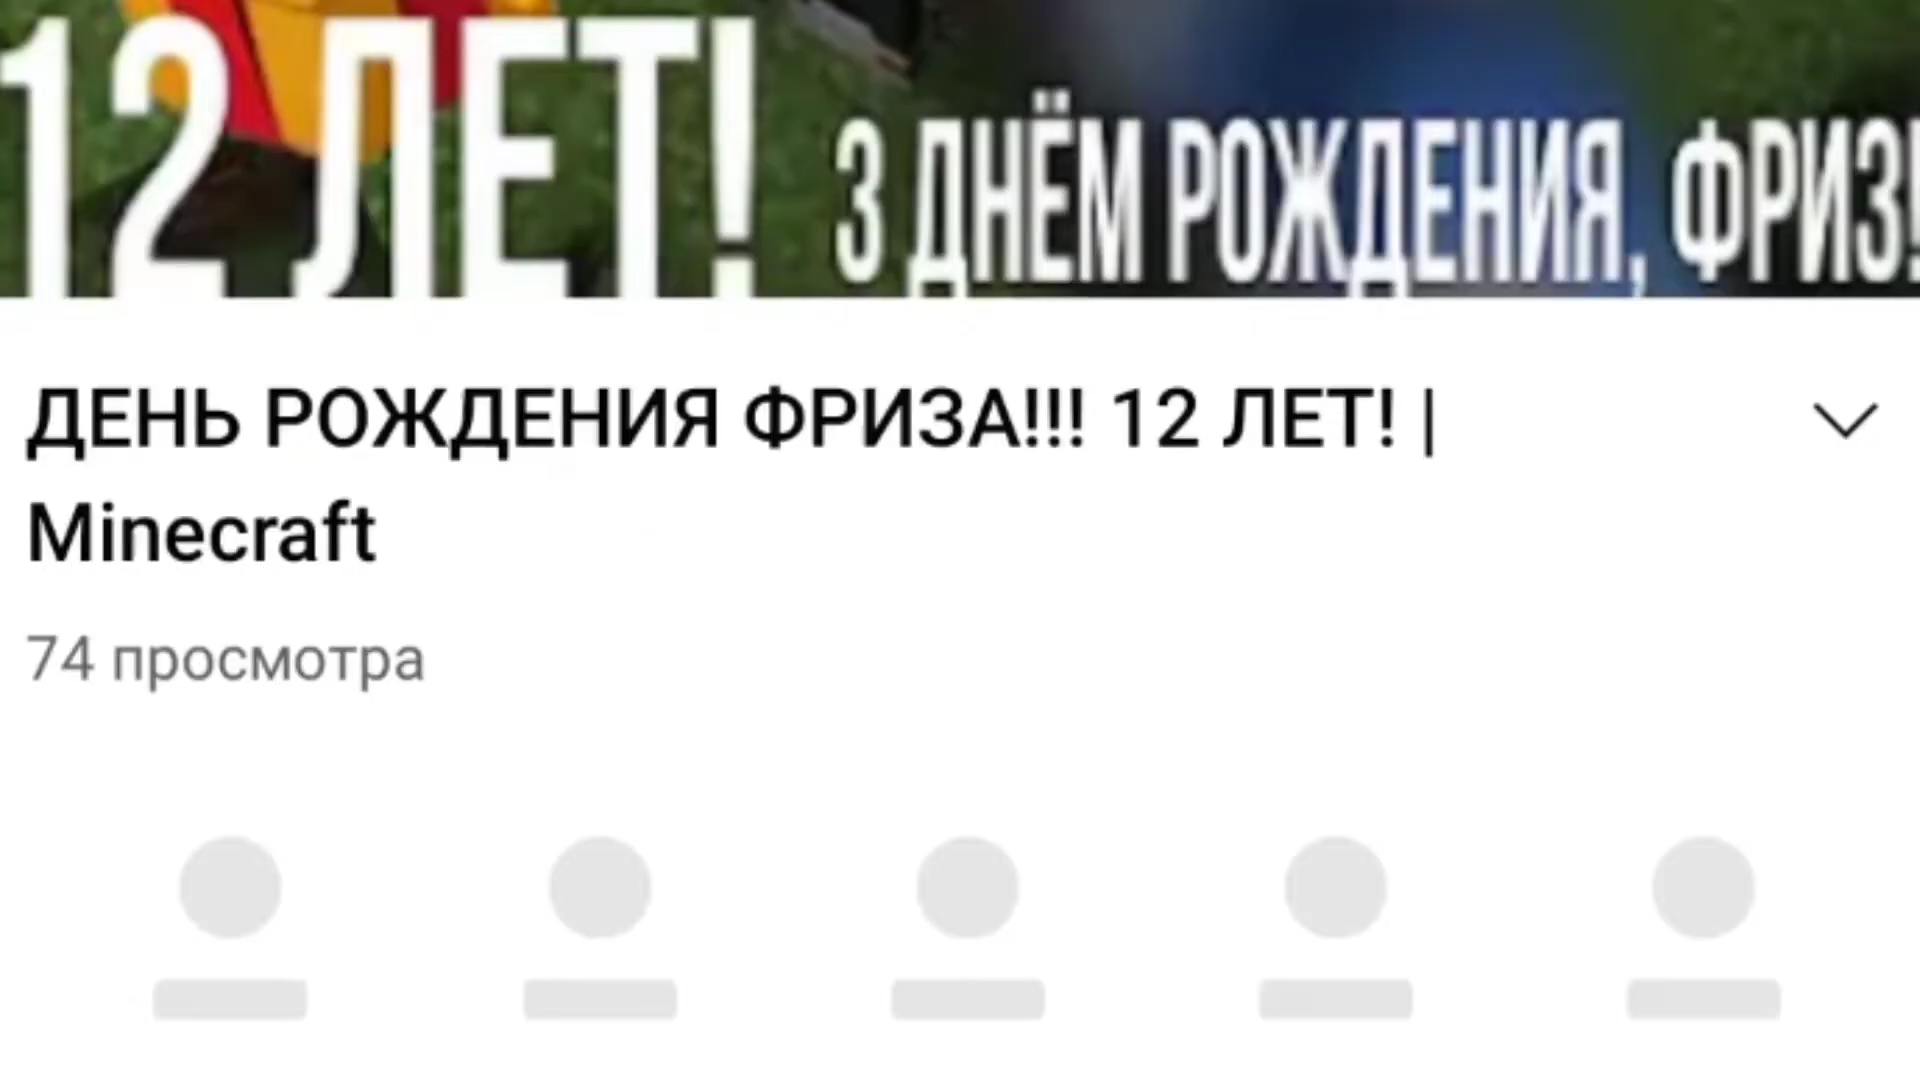 12 ЛЕТ! З ДНЁМ РОЖДЕНИЯ, ФРИЗ!
ДЕНЬ РОЖДЕНИЯ ФРИЗА!!! 12 ЛЕТ! |
Minecraft
74 просмотра